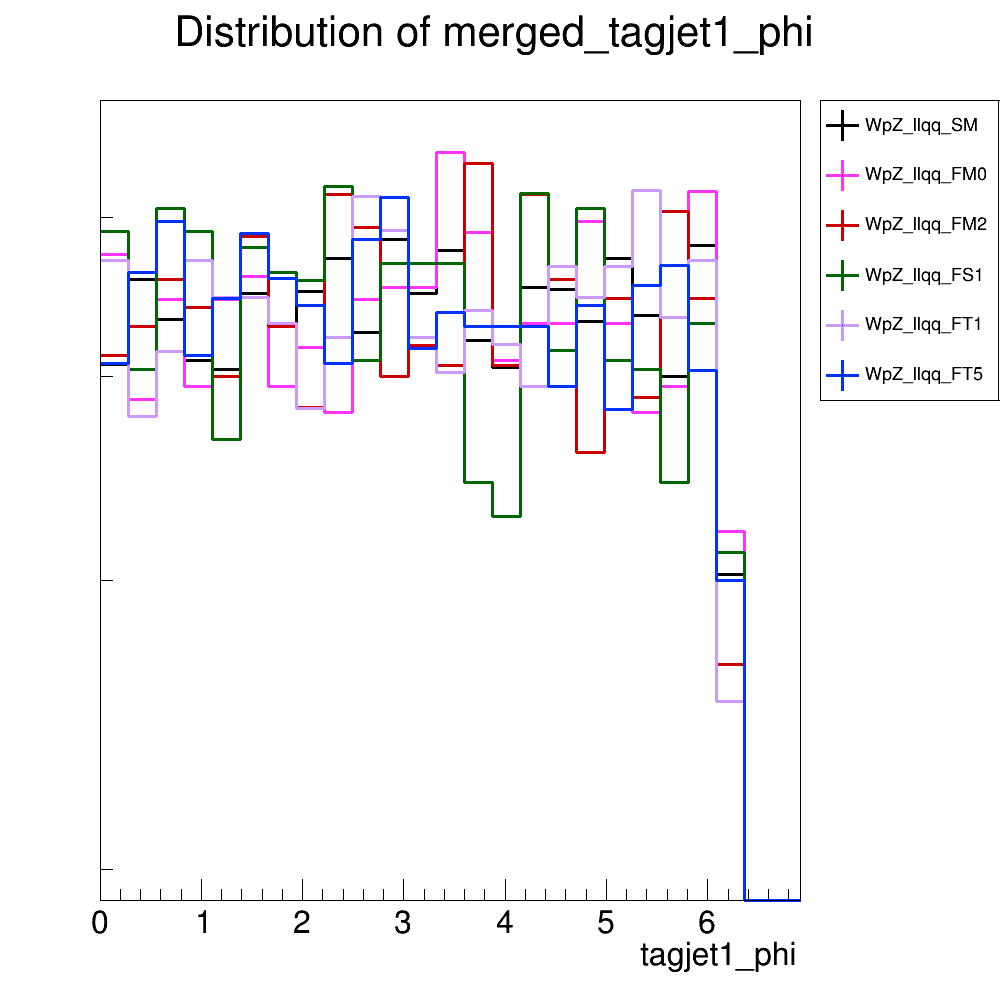 Distribution of merged_tagjet1_phi
WpZ_llqq_SM
WpZ_llqq_FM0
WpZ_llqq_FM2
WpZ_llqq_FS1
WpZ_llqq_FT1
WpZ_llqq_FT5
0 1 2 3 4 5 6
tagjet1_phi